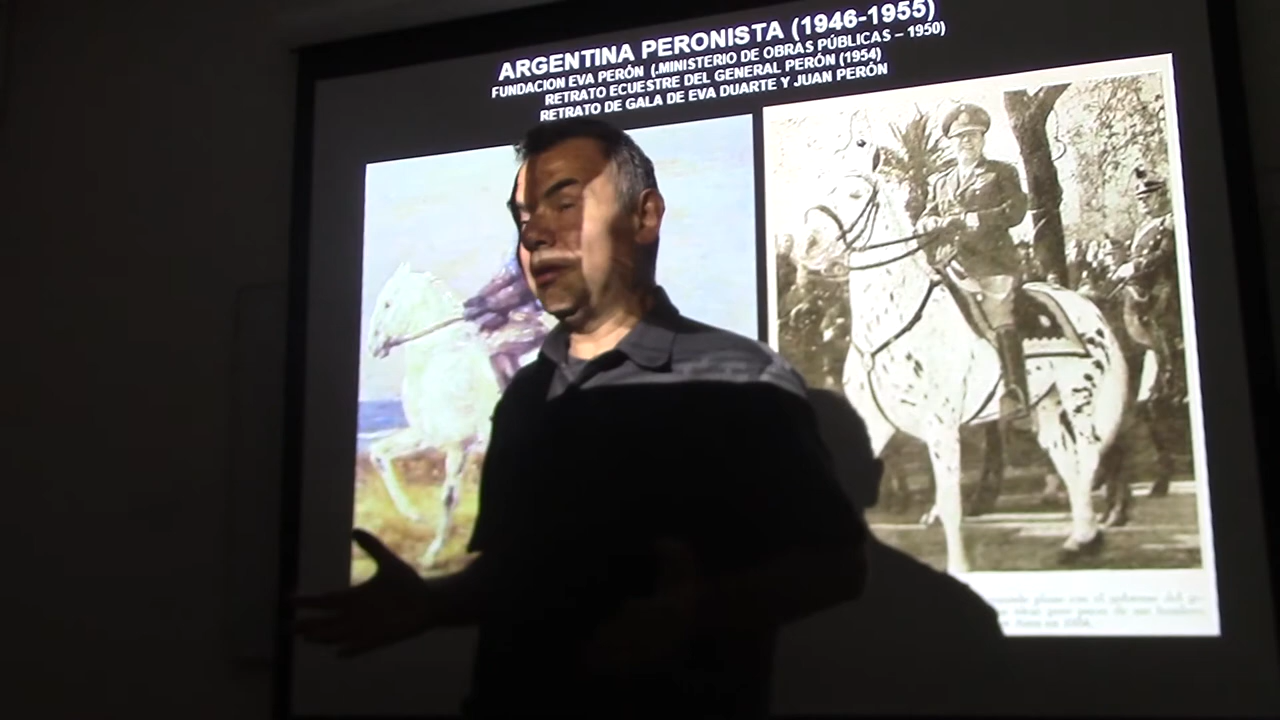 ARGENTINA PERONISTA (1946-1955)
FUNDACION EVA PERÓN (.MINISTERIO DE OBRAS PÚBLICAS – 1950)
RETRATO ECUESTRE DEL GENERAL PERÓN (1954)
RETRATO DE GALA DE EVA DUARTE Y JUAN PERÓN